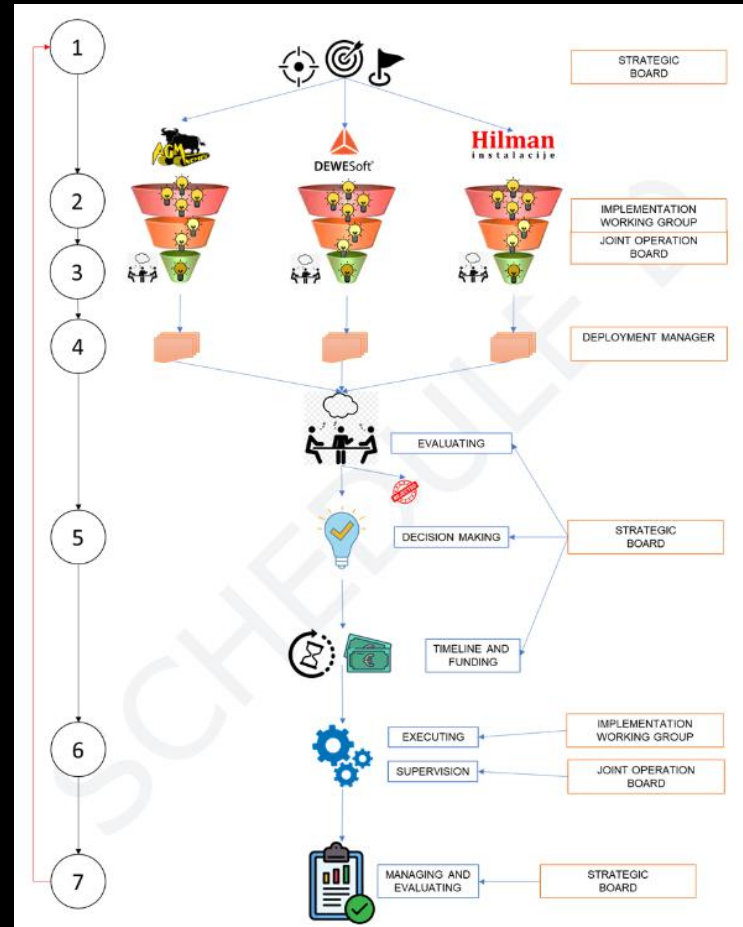 1
STRATEGIC
BOARD
AGM
DEWESoft®
Hilman
instalacije
2
IMPLEMENTATION
WORKING GROUP
JOINT OPERATION
BOARD
3
4
DEPLOYMENT MANAGER
EVALUATING
5
DECISION MAKING
STRATEGIC
BOARD
TIMELINE AND
FUNDING
6
EXECUTING
IMPLEMENTATION
WORKING GROUP
SUPERVISION
JOINT OPERATION
BOARD
7
MANAGING AND
EVALUATING
STRATEGIC
BOARD
SCHEDULE